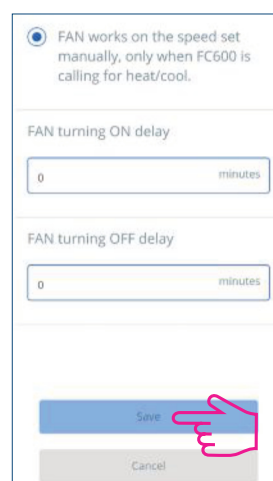 FAN works on the speed set
manually, only when FC600 is
calling for heat/cool.
FAN turning ON delay
0 minutes
FAN turning OFF delay
0 minutes
Save
Cancel